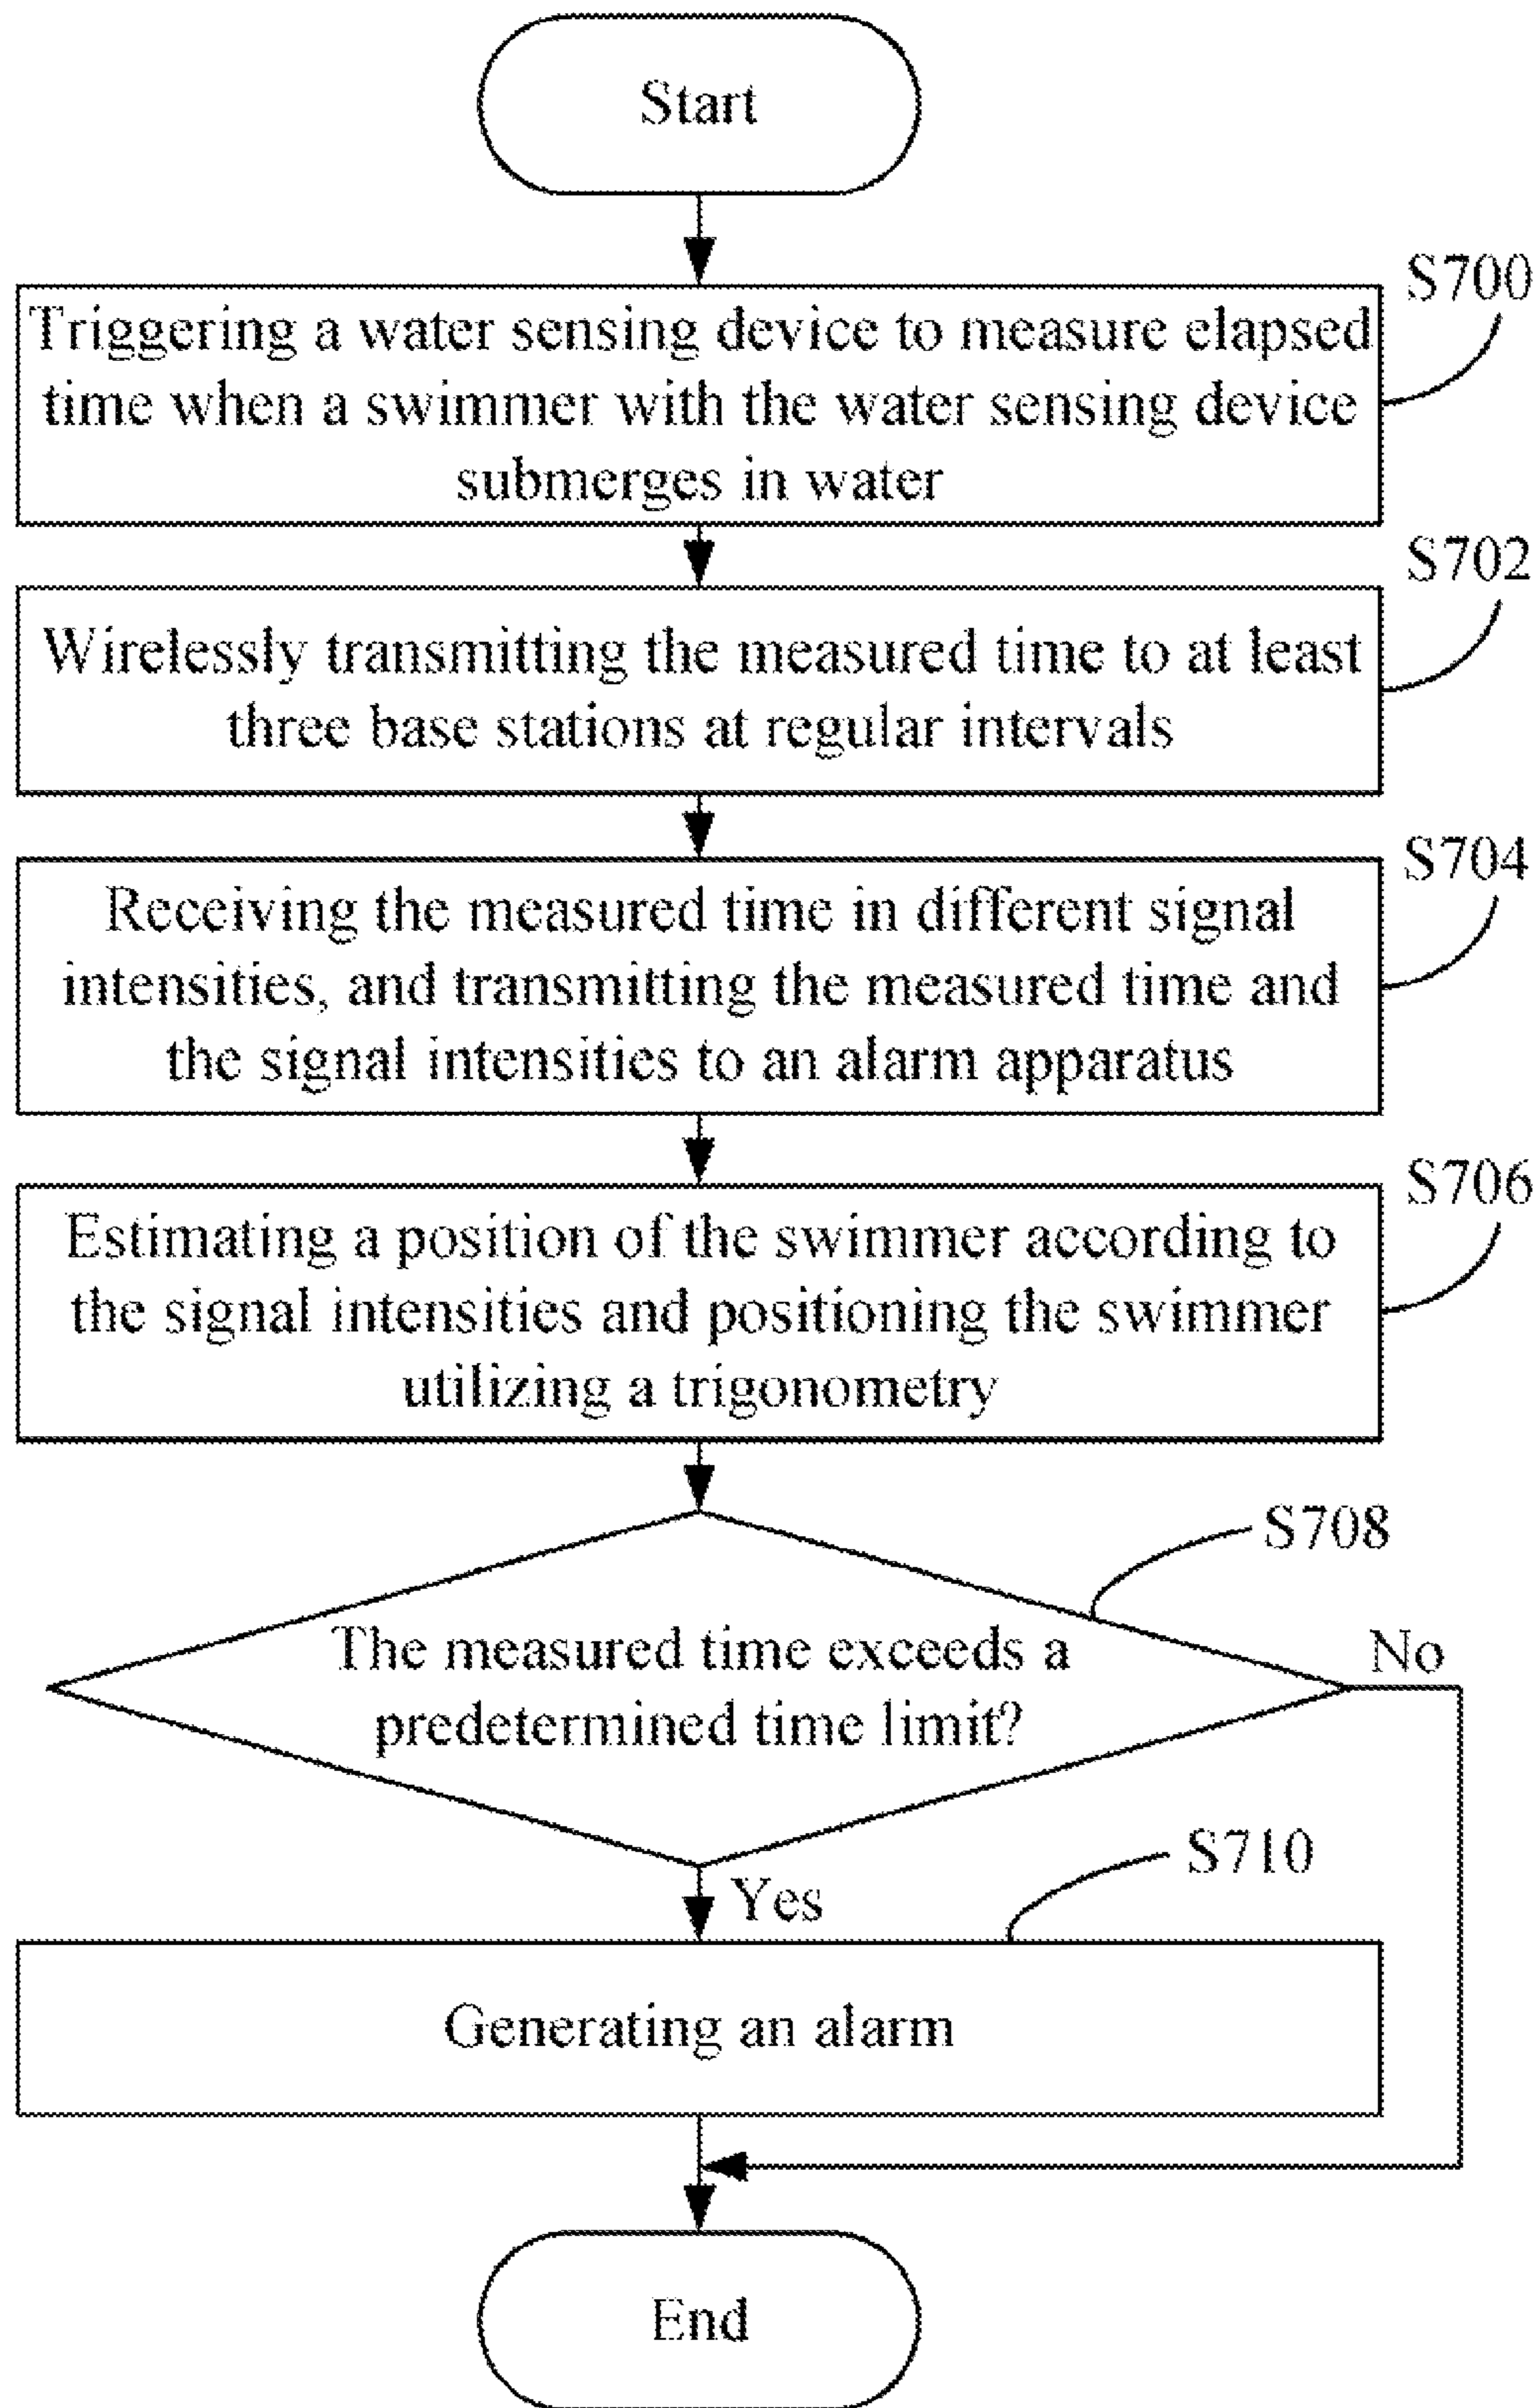 Start
S700
Triggering a water sensing device to measure elapsed
time when a swimmer with the water sensing device
submerges in water
S702
Wirelessly transmitting the measured time to at least
three base stations at regular intervals
S704
Receiving the measured time in different signal
intensities, and transmitting the measured time and
the signal intensities to an alarm apparatus
S706
Estimating a position of the swimmer according to
the signal intensities and positioning the swimmer
utilizing a trigonometry
S708
The measured time exceeds a
predetermined time limit?
No
Yes
S710
Generating an alarm
End